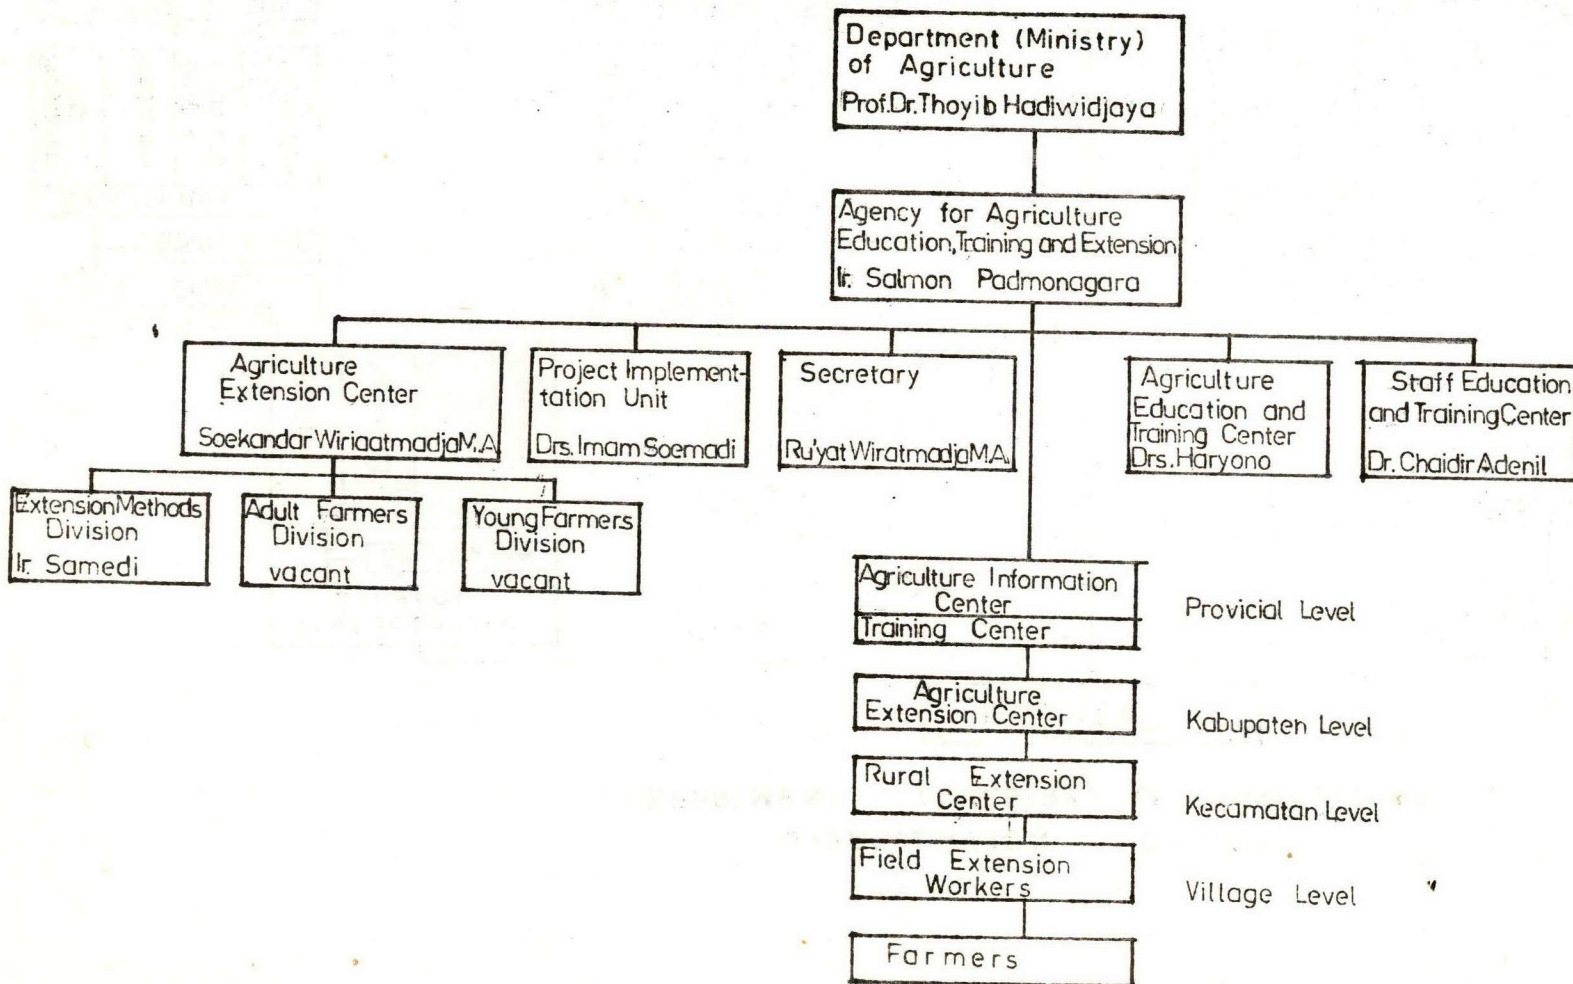 Department (Ministry)
of Agriculture
Prof.Dr.Thoyib Hadiwidjaya
Agency for Agriculture
Education,Training and Extension
Ir. Salmon Padmonagara
Agriculture
Extension Center
Soekandar WiriaatmadjaM.A
Project Implemen-
tation Unit
Drs. Imam Soemadi
Secretary
Ru'yat WiratmadjaM.A.
Agriculture
Education and
Training Center
Drs.Haryono
Staff Education
and Training Center
Dr. Chaidir Adenil
Extension Methods
Division
Ir. Samedi
Adult Farmers
Division
vacant
Young Farmers
Division
vacant
Agriculture Information
Center
Training Center
Provicial Level
Agriculture
Extension Center
Kabupaten Level
Rural Extension
Center
Kecamatan Level
Field Extension
Workers
Village Level
Farmers